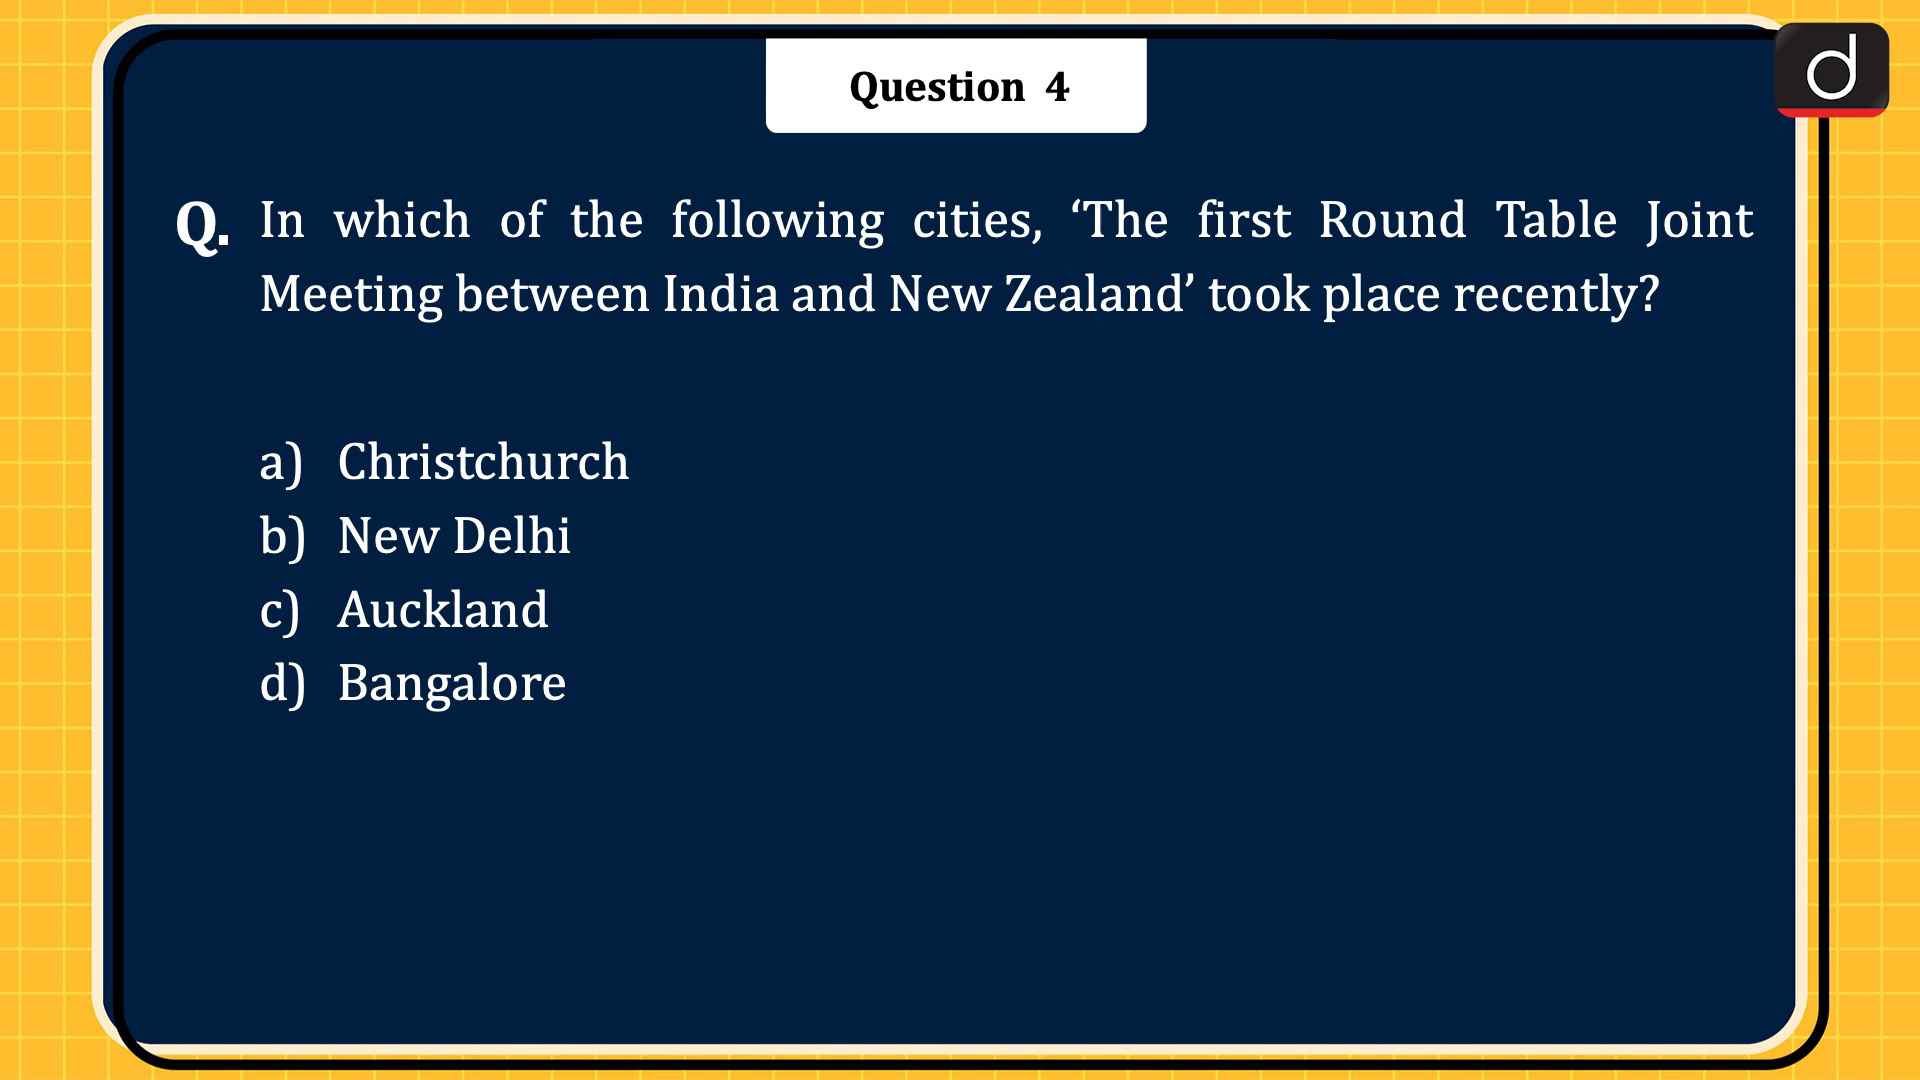 Question 4
Q. In which of the following cities, ‘The first Round Table Joint
Meeting between India and New Zealand’ took place recently?
a) Christchurch
b) New Delhi
c) Auckland
d) Bangalore
d